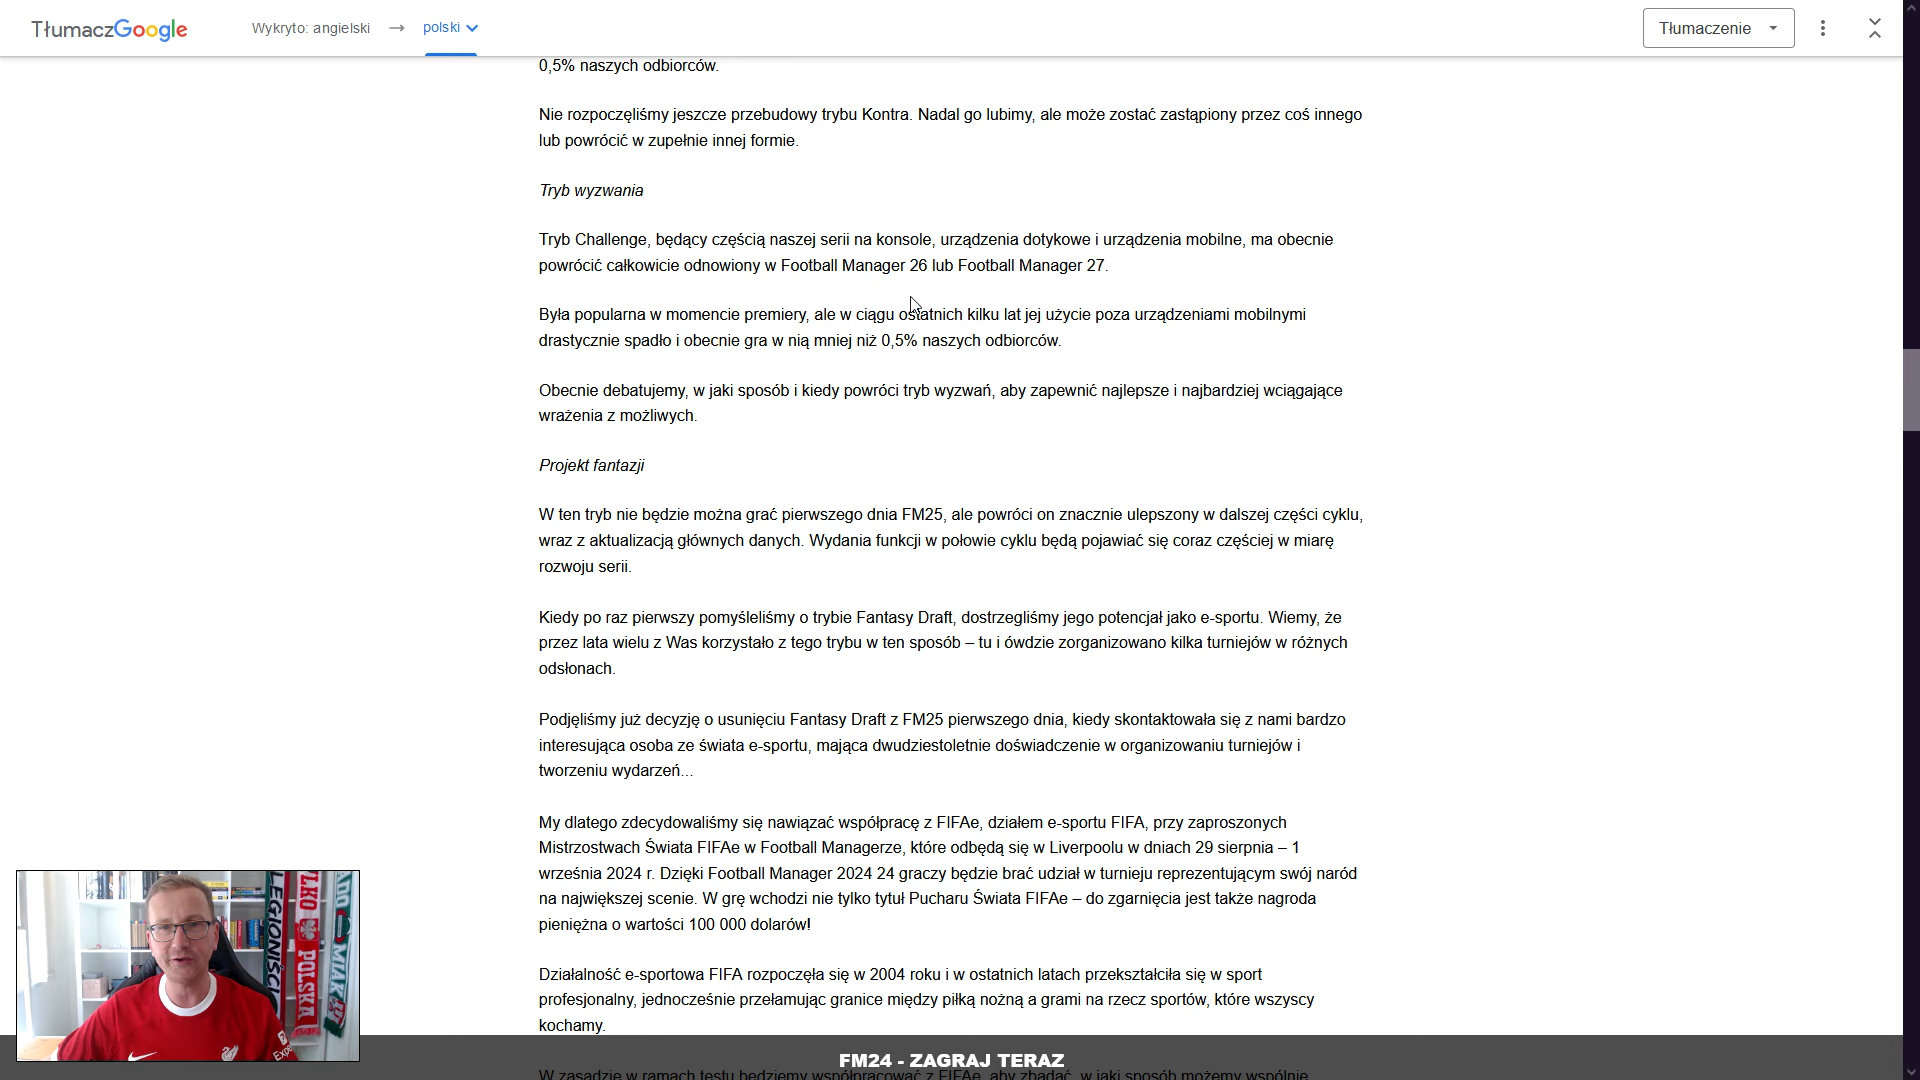 TłumaczGoogle
Wykryto: angielski → polski
Tłumaczenie
0,5% naszych odbiorców.
Nie rozpoczęliśmy jeszcze przebudowy trybu Kontra. Nadal go lubimy, ale może zostać zastąpiony przez coś innego
lub powrócić w zupełnie innej formie.
Tryb wyzwania
Tryb Challenge, będący częścią naszej serii na konsole, urządzenia dotykowe i urządzenia mobilne, ma obecnie
powrócić całkowicie odnowiony w Football Manager 26 lub Football Manager 27.
Była popularna w momencie premiery, ale w ciągu ostatnich kilku lat jej użycie poza urządzeniami mobilnymi
drastycznie spadło i obecnie gra w nią mniej niż 0,5% naszych odbiorców.
Obecnie debatujemy, w jaki sposób i kiedy powróci tryb wyzwań, aby zapewnić najlepsze i najbardziej wciągające
wrażenia z możliwych.
Projekt fantazji
W ten tryb nie będzie można grać pierwszego dnia FM25, ale powróci on znacznie ulepszony w dalszej części cyklu,
wraz z aktualizacją głównych danych. Wydania funkcji w połowie cyklu będą pojawiać się coraz częściej w miarę
rozwoju serii.
Kiedy po raz pierwszy pomyśleliśmy o trybie Fantasy Draft, dostrzegliśmy jego potencjał jako e-sportu. Wiemy, że
przez lata wielu z Was korzystało z tego trybu w ten sposób – tu i ówdzie zorganizowano kilka turniejów w różnych
odsłonach.
Podjęliśmy już decyzję o usunięciu Fantasy Draft z FM25 pierwszego dnia, kiedy skontaktowała się z nami bardzo
interesująca osoba ze świata e-sportu, mająca dwudziestoletnie doświadczenie w organizowaniu turniejów i
tworzeniu wydarzeń...
My dlatego zdecydowaliśmy się nawiązać współpracę z FIFAe, działem e-sportu FIFA, przy zaproszonych
Mistrzostwach Świata FIFAe w Football Managerze, które odbędą się w Liverpoolu w dniach 29 sierpnia – 1
września 2024 r. Dzięki Football Manager 2024 24 graczy będzie brać udział w turnieju reprezentującym swój naród
na największej scenie. W grę wchodzi nie tylko tytuł Pucharu Świata FIFAe – do zgarnięcia jest także nagroda
pieniężna o wartości 100 000 dolarów!
Działalność e-sportowa FIFA rozpoczęła się w 2004 roku i w ostatnich latach przekształciła się w sport
profesjonalny, jednocześnie przełamując granice między piłką nożną a grami na rzecz sportów, które wszyscy
kochamy.
LEGIONIŚCI
POLSKA
FM24 - ZAGRAJ TERAZ
W zasadzie w ramach testu będziemy współpracować z FIFAe, aby zbadać, w jaki sposób możemy wspólnie